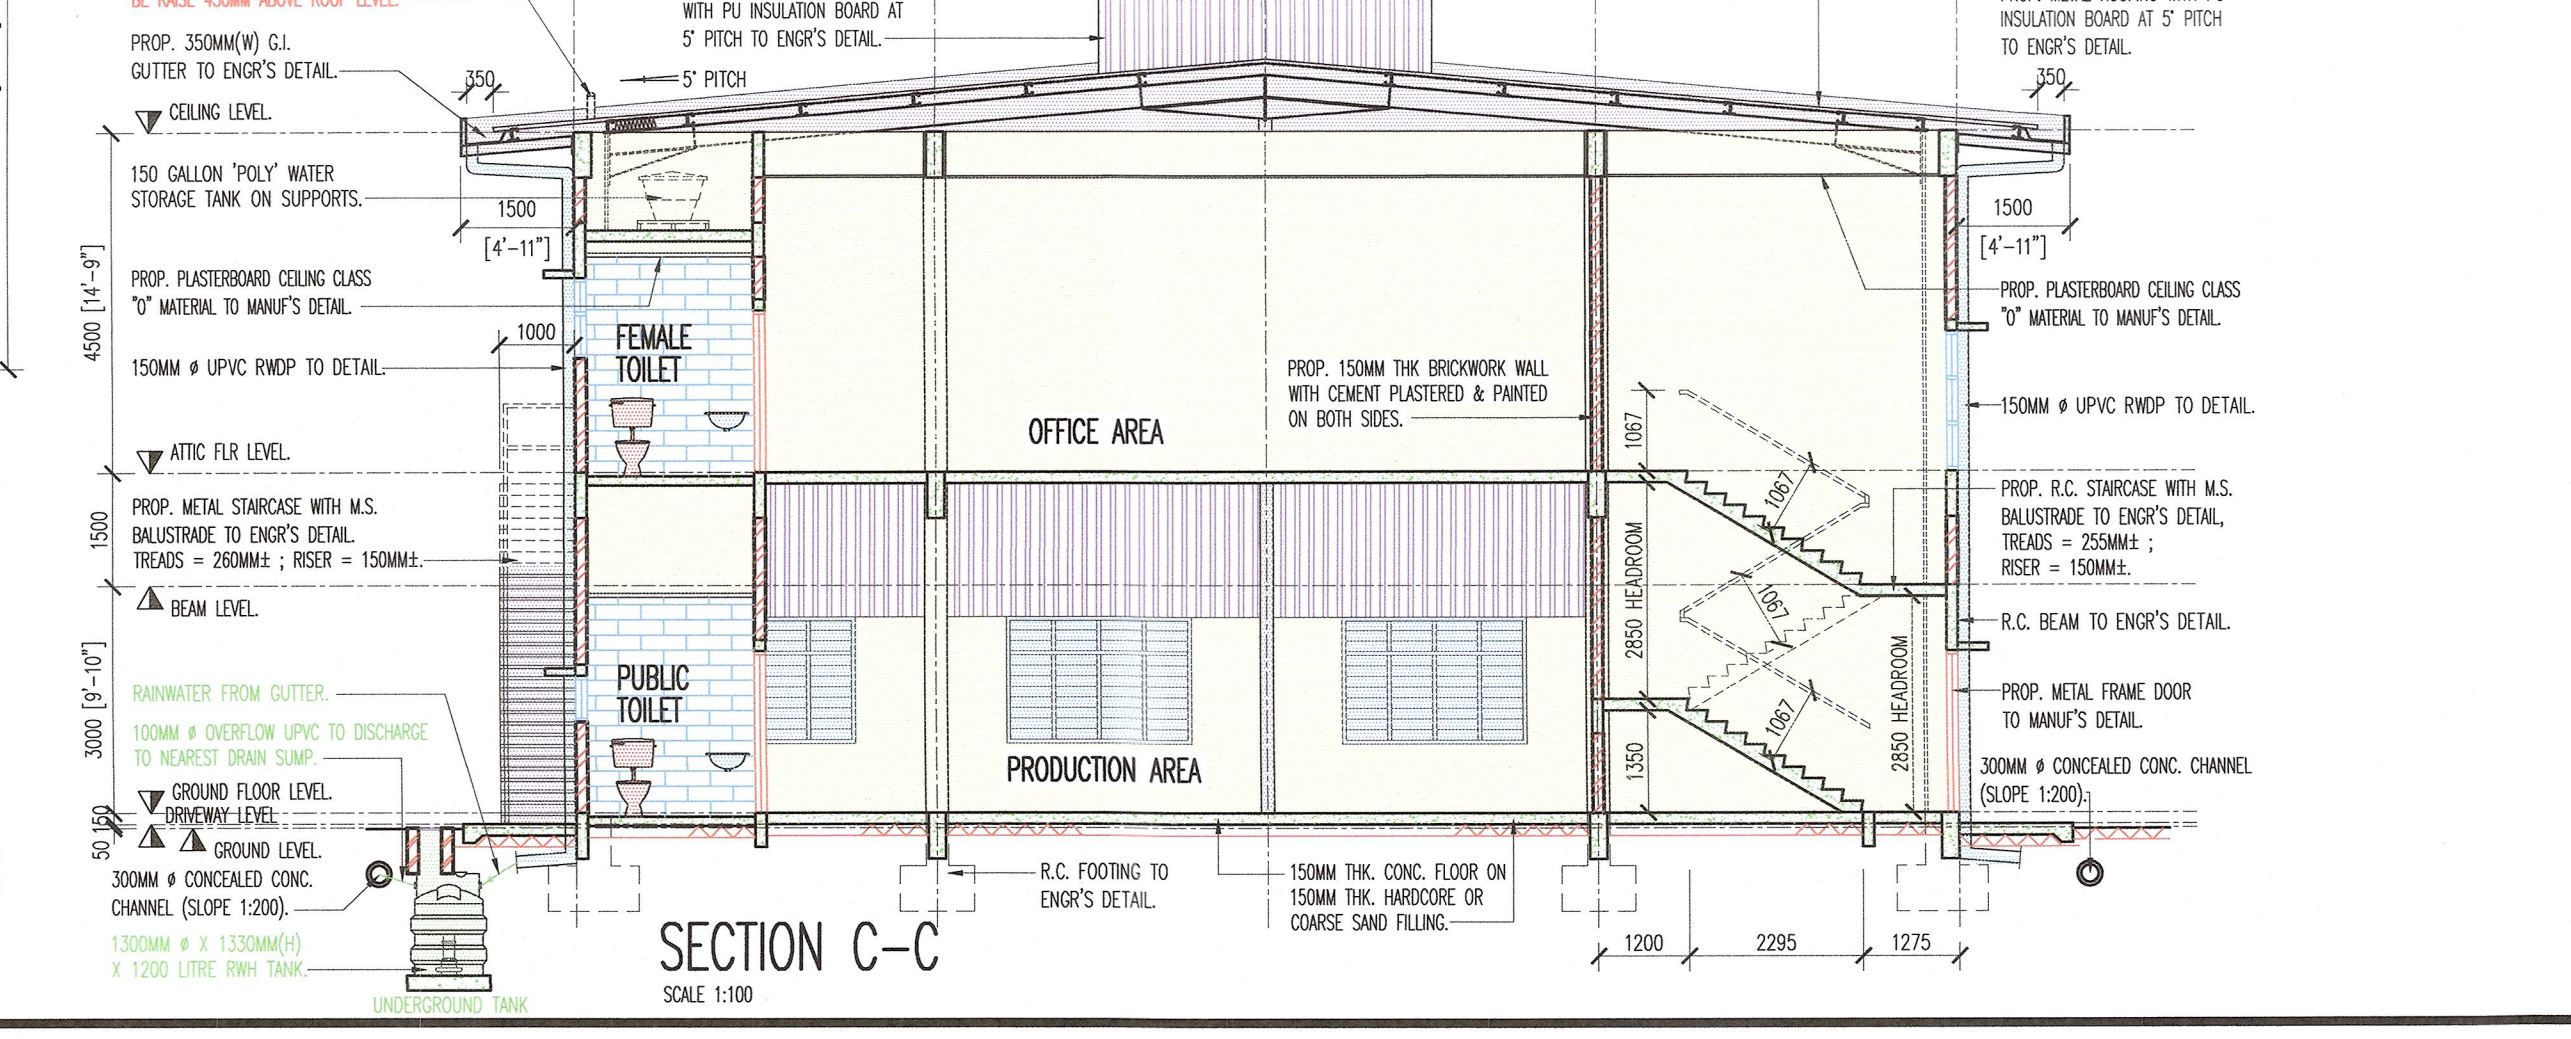 BE RAISE 450MM ABOVE ROOF LEVEL.
PROP. 350MM(W) G.I.
GUTTER TO ENGR'S DETAIL.
WITH PU INSULATION BOARD AT
5° PITCH TO ENGR'S DETAIL.
5° PITCH
INSULATION BOARD AT 5° PITCH
TO ENGR'S DETAIL.
350
350
CEILING LEVEL.
150 GALLON 'POLY' WATER
STORAGE TANK ON SUPPORTS.
1500
[4'-11"]
1500
[4'-11"]
4500 [14'-9"]
PROP. PLASTERBOARD CEILING CLASS
"O" MATERIAL TO MANUF'S DETAIL.
PROP. PLASTERBOARD CEILING CLASS
"O" MATERIAL TO MANUF'S DETAIL.
1000
FEMALE
TOILET
150MM ø UPVC RWDP TO DETAIL.
PROP. 150MM THK BRICKWORK WALL
WITH CEMENT PLASTERED & PAINTED
ON BOTH SIDES.
150MM ø UPVC RWDP TO DETAIL.
OFFICE AREA
1067
ATTIC FLR LEVEL.
1067
PROP. METAL STAIRCASE WITH M.S.
BALUSTRADE TO ENGR'S DETAIL.
TREADS = 260MM± ; RISER = 150MM±.
PROP. R.C. STAIRCASE WITH M.S.
BALUSTRADE TO ENGR'S DETAIL,
TREADS = 255MM± ;
RISER = 150MM±.
1500
2850 HEADROOM
1067
BEAM LEVEL.
R.C. BEAM TO ENGR'S DETAIL.
3000 [9'-10"]
PUBLIC
TOILET
2850 HEADROOM
RAINWATER FROM GUTTER.
100MM ø OVERFLOW UPVC TO DISCHARGE
TO NEAREST DRAIN SUMP.
PROP. METAL FRAME DOOR
TO MANUF'S DETAIL.
1067
1350
PRODUCTION AREA
300MM ø CONCEALED CONC. CHANNEL
(SLOPE 1:200).
GROUND FLOOR LEVEL.
DRIVEWAY LEVEL
50 150
GROUND LEVEL.
300MM ø CONCEALED CONC.
CHANNEL (SLOPE 1:200).
R.C. FOOTING TO
ENGR'S DETAIL.
150MM THK. CONC. FLOOR ON
150MM THK. HARDCORE OR
COARSE SAND FILLING.
1300MM ø X 1330MM(H)
X 1200 LITRE RWH TANK.
UNDERGROUND TANK
SECTION C-C
SCALE 1:100
1200
2295
1275